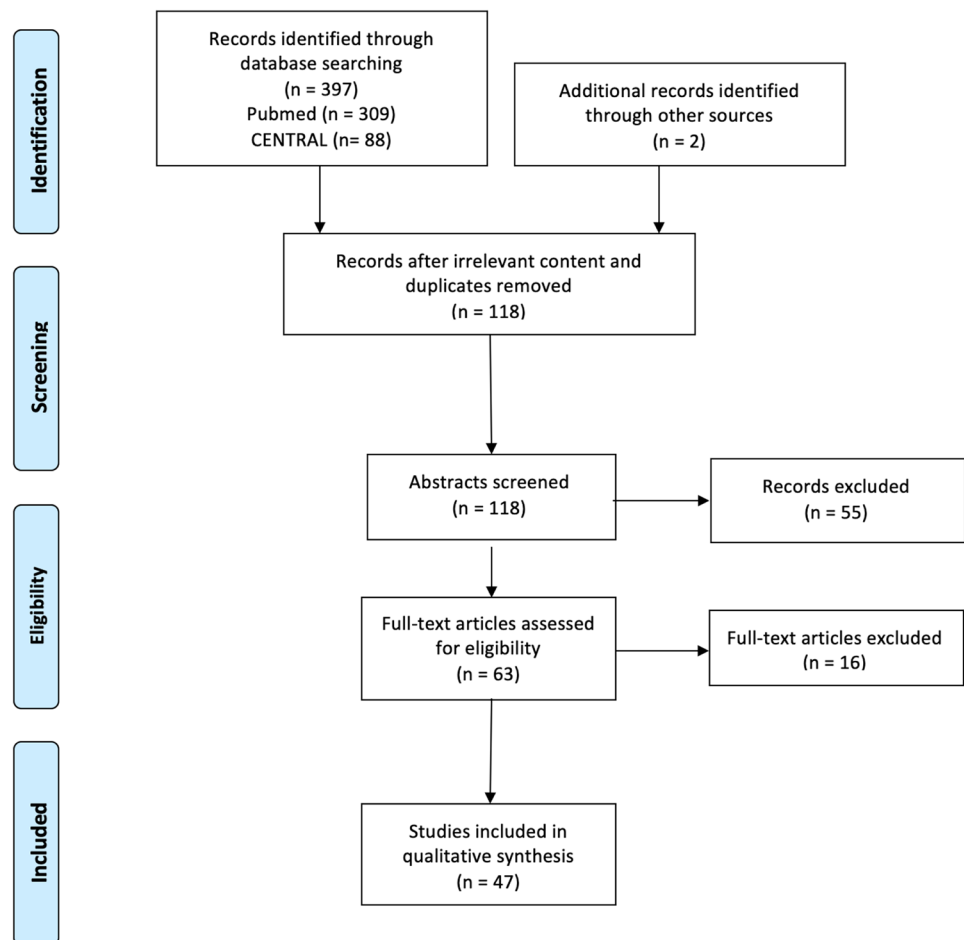 Identification
Records identified through
database searching
(n = 397)
Pubmed (n = 309)
CENTRAL (n= 88)
Additional records identified
through other sources
(n = 2)
Records after irrelevant content and
duplicates removed
(n = 118)
Screening
Abstracts screened
(n = 118)
Records excluded
(n = 55)
Eligibility
Full-text articles assessed
for eligibility
(n = 63)
Full-text articles excluded
(n = 16)
Included
Studies included in
qualitative synthesis
(n = 47)